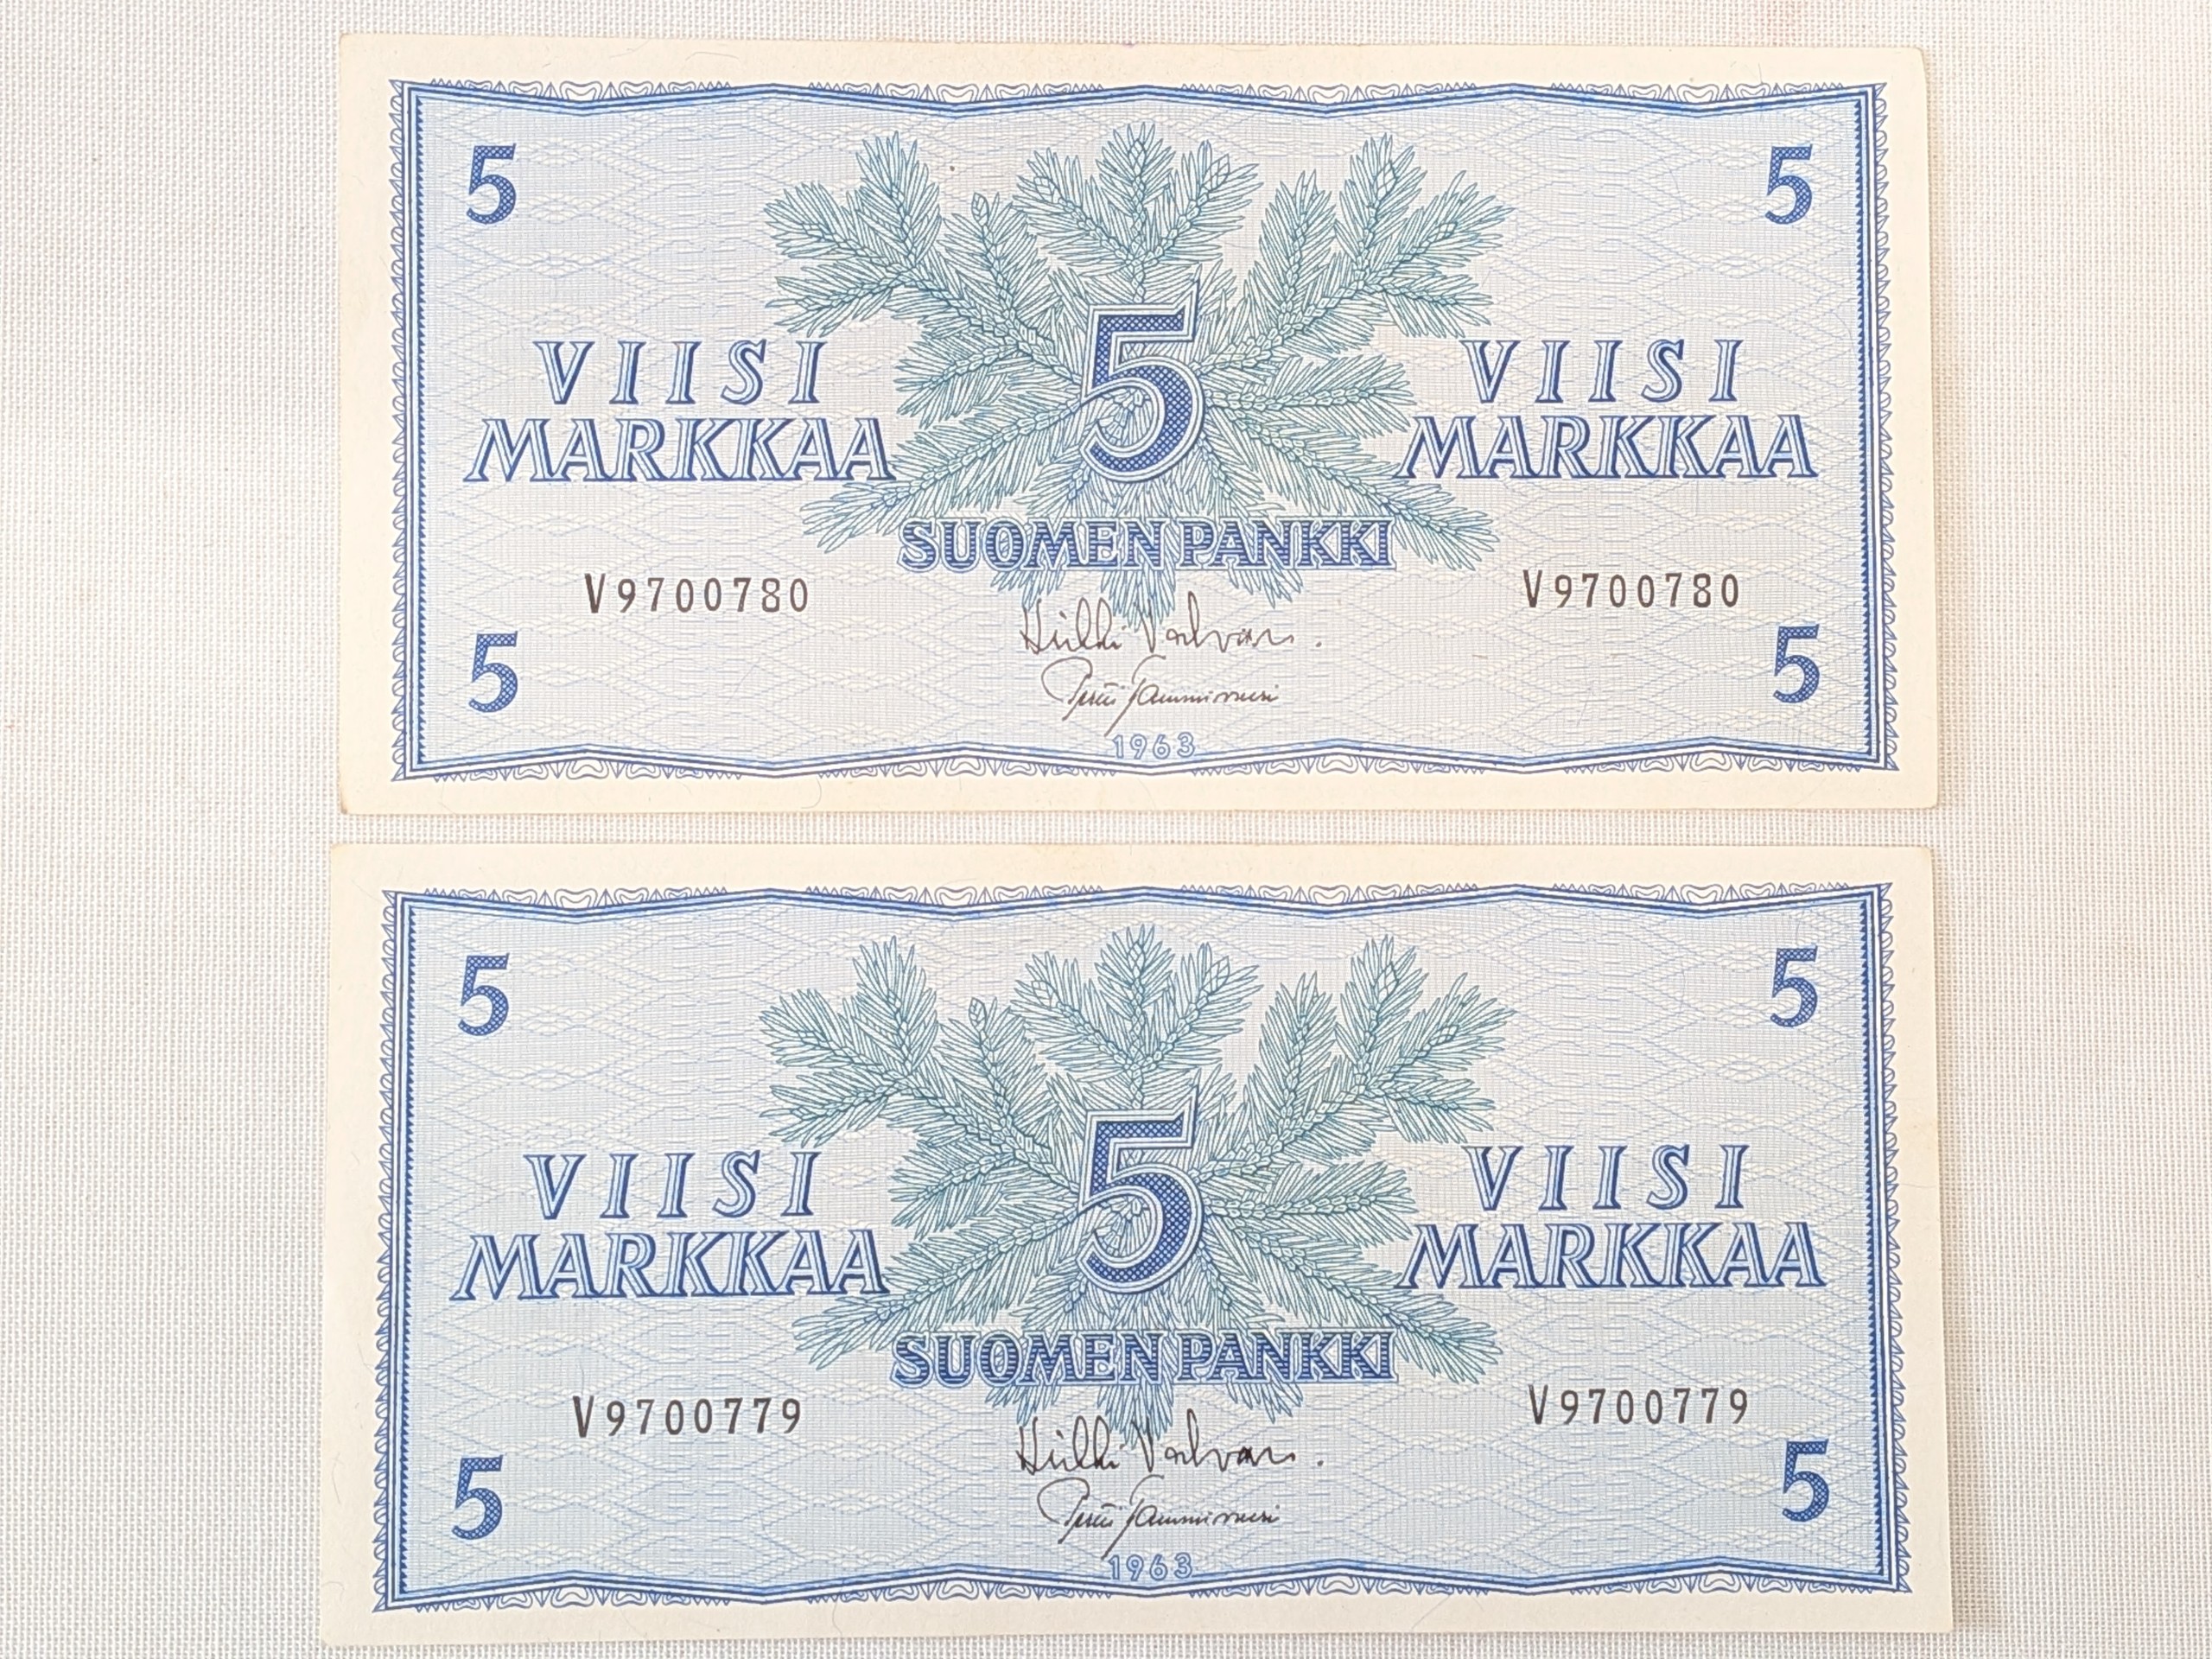 5 5
5
VIISI VIISI
MARKKAA MARKKAA
SUOMEN PANKKI
V9700780 V9700780
5 5
1963
5 5
5
VIISI VIISI
MARKKAA MARKKAA
SUOMEN PANKKI
V9700779 V9700779
5 5
1963